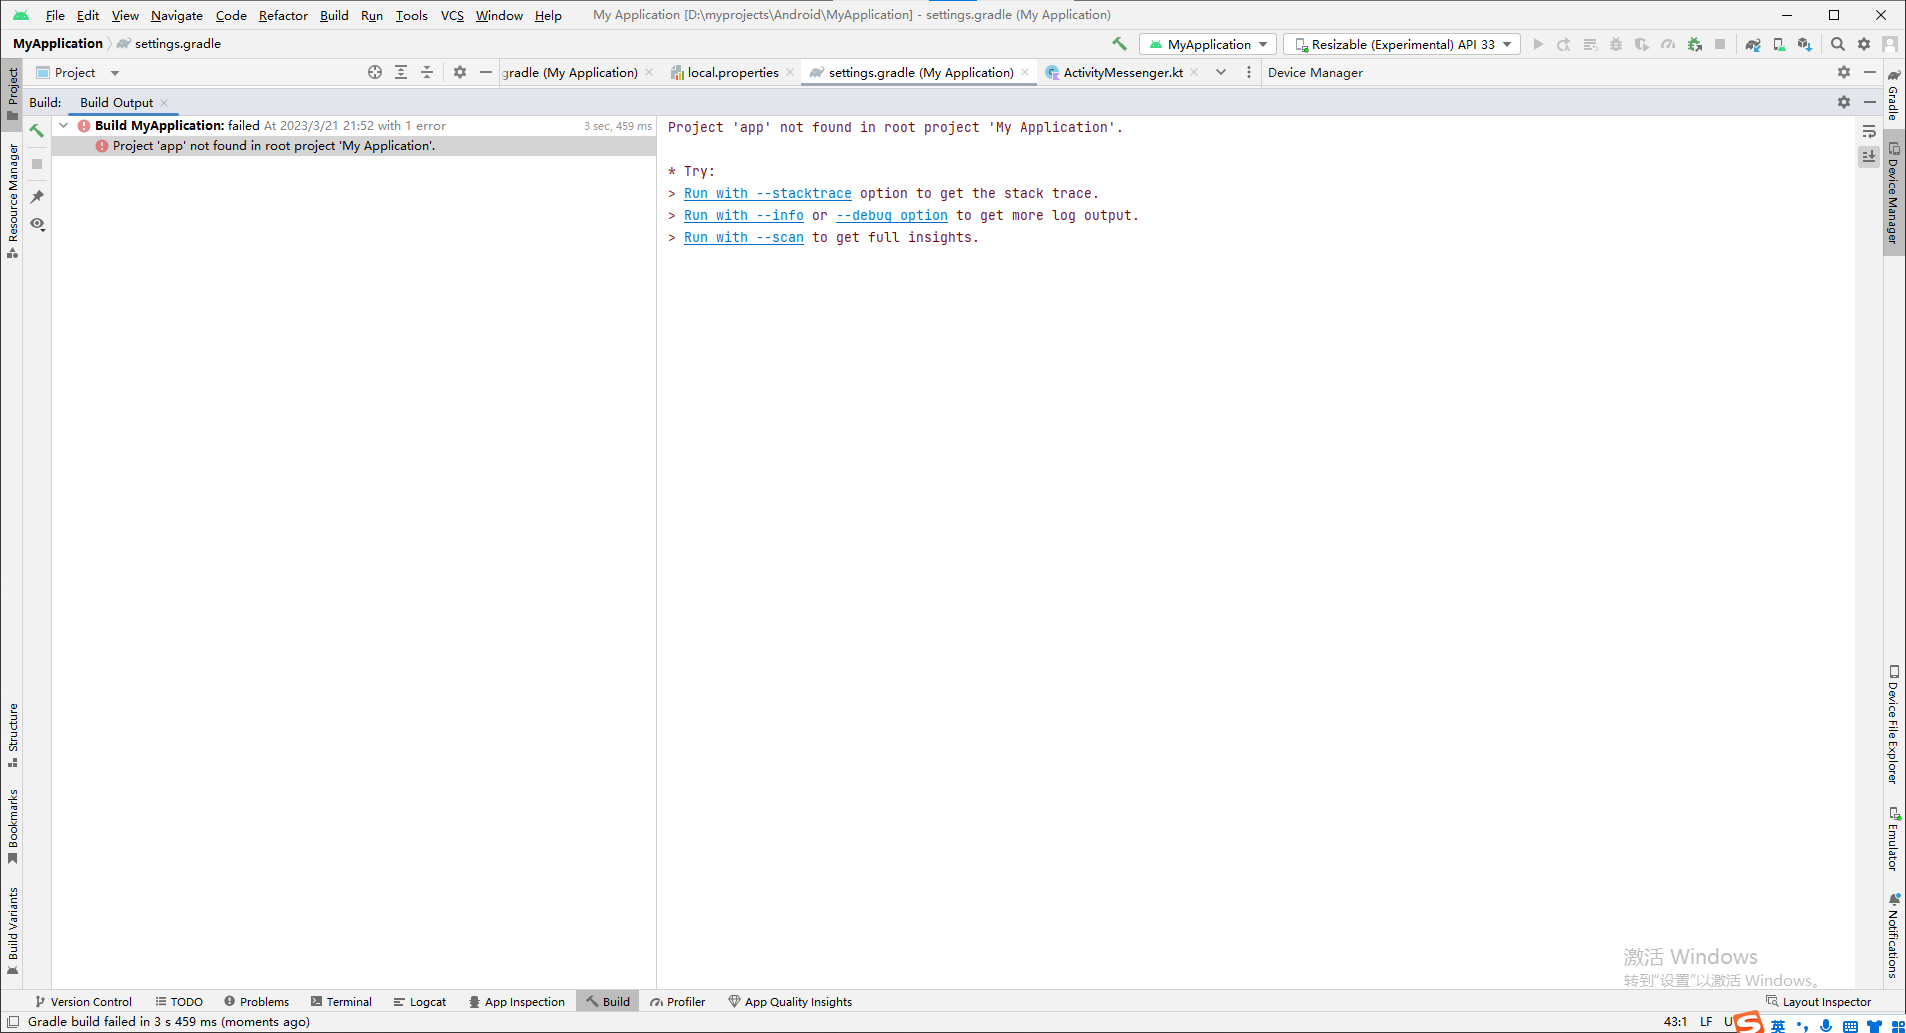 File Edit View Navigate Code Refactor Build Run Tools VCS Window Help My Application [D:\myprojects\Android\MyApplication] - settings.gradle (My Application)
MyApplication settings.gradle MyApplication Resizable (Experimental) API 33
Project gradle (My Application) local.properties settings.gradle (My Application) ActivityMessenger.kt Device Manager
Build: Build Output
Build MyApplication: failed At 2023/3/21 21:52 with 1 error 3 sec, 459 ms
Project 'app' not found in root project 'My Application'.
Project 'app' not found in root project 'My Application'.
* Try:
> Run with --stacktrace option to get the stack trace.
> Run with --info or --debug option to get more log output.
> Run with --scan to get full insights.
Project
Resource Manager
Structure
Bookmarks
Build Variants
Gradle
Device Manager
Device File Explorer
Emulator
Notifications
激活 Windows
转到“设置”以激活 Windows。
Version Control TODO Problems Terminal Logcat App Inspection Build Profiler App Quality Insights Layout Inspector
Gradle build failed in 3 s 459 ms (moments ago) 43:1 LF U
S 英